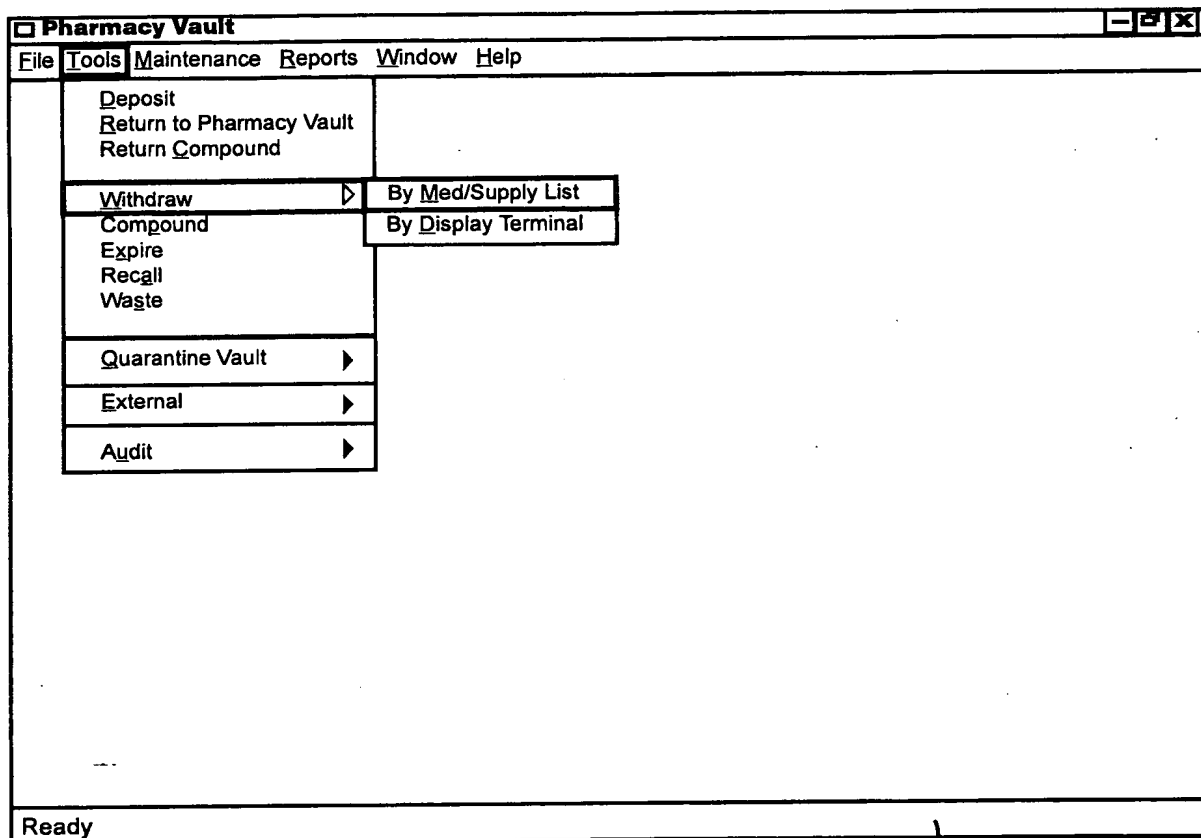 Pharmacy Vault
File Tools Maintenance Reports Window Help
Deposit
Return to Pharmacy Vault
Return Compound
Withdraw
By Med/Supply List
By Display Terminal
Compound
Expire
Recall
Waste
Quarantine Vault
External
Audit
Ready